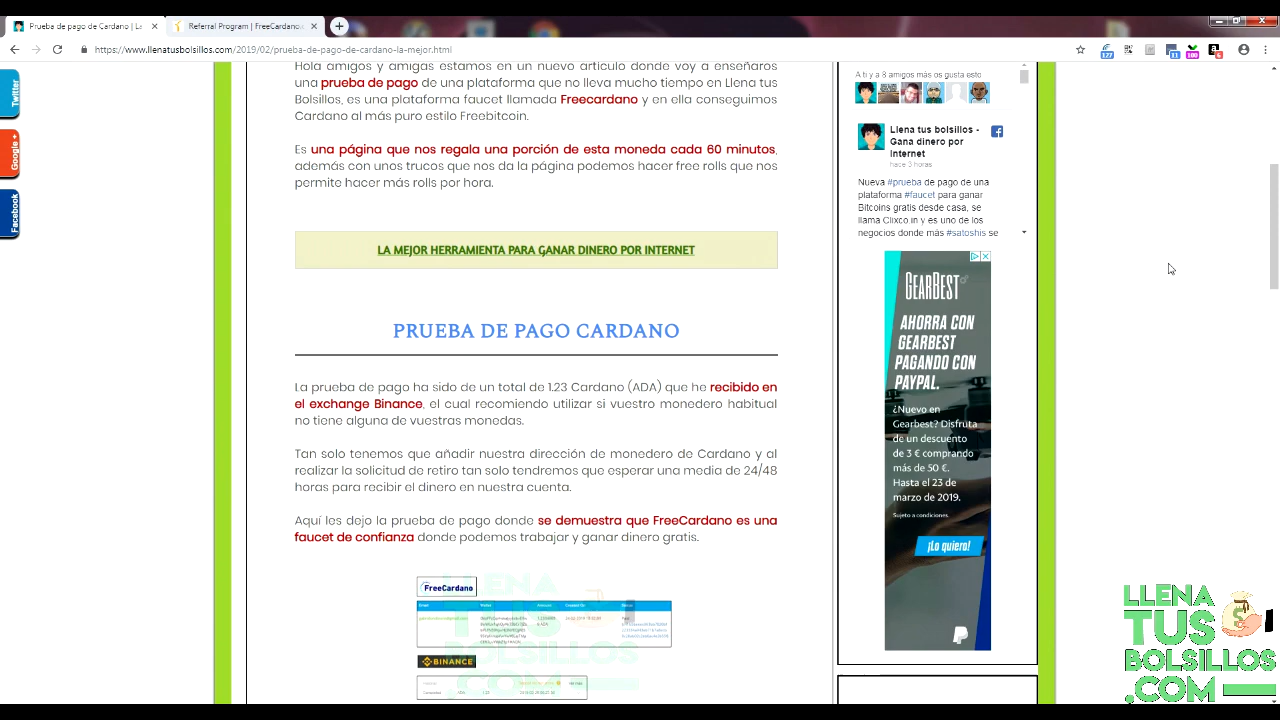 Prueba de pago de Cardano | La
Referral Program | FreeCardano.c
https://www.llenatusbolsillos.com/2019/02/prueba-de-pago-de-cardano-la-mejor.html
Twitter
Google +
Facebook
Hola amigos y amigas estamos en un nuevo artículo donde voy a enseñaros
una prueba de pago de una plataforma que no lleva mucho tiempo en Llena tus
Bolsillos, es una plataforma faucet llamada Freecardano y en ella conseguimos
Cardano al más puro estilo Freebitcoin.
Es una página que nos regala una porción de esta moneda cada 60 minutos,
además con unos trucos que nos da la página podemos hacer free rolls que nos
permite hacer más rolls por hora.
LA MEJOR HERRAMIENTA PARA GANAR DINERO POR INTERNET
PRUEBA DE PAGO CARDANO
La prueba de pago ha sido de un total de 1.23 Cardano (ADA) que he recibido en
el exchange Binance, el cual recomiendo utilizar si vuestro monedero habitual
no tiene alguna de vuestras monedas.
Tan solo tenemos que añadir nuestra dirección de monedero de Cardano y al
realizar la solicitud de retiro tan solo tendremos que esperar una media de 24/48
horas para recibir el dinero en nuestra cuenta.
Aquí les dejo la prueba de pago donde se demuestra que FreeCardano es una
faucet de confianza donde podemos trabajar y ganar dinero gratis.
FreeCardano
BINANCE
LLENA
TUS
BOLSILLOS
.COM
A ti y a 8 amigos más os gusta esto
Llena tus bolsillos -
Gana dinero por
Internet
hace 3 horas
Nueva #prueba de pago de una
plataforma #faucet para ganar
Bitcoins gratis desde casa, se
llama Clixco.in y es uno de los
negocios donde más #satoshis se
GEARBEST
AHORRA CON
GEARBEST
PAGANDO CON
PAYPAL.
¿Nuevo en
Gearbest? Disfruta
de un descuento
de 3 € comprando
más de 50 €.
Hasta el 23 de
marzo de 2019.
Sujeto a condiciones.
¡Lo quiero!
LLENA
TUS
BOLSILLOS
.COM